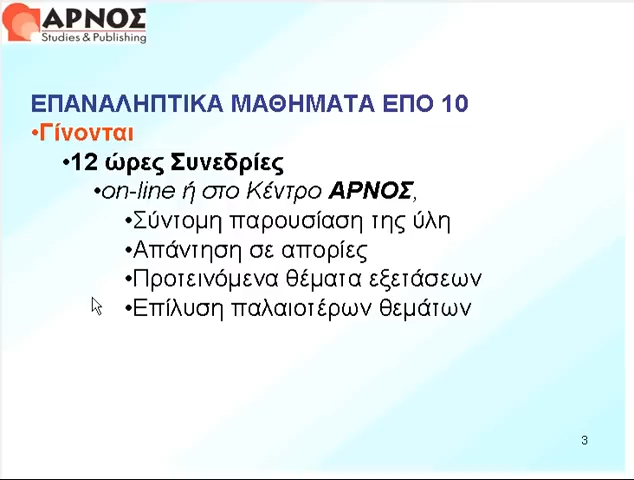 ΑΡΝΟΣ
Studies & Publishing
ΕΠΑΝΑΛΗΠΤΙΚΑ ΜΑΘΗΜΑΤΑ ΕΠΟ 10
•Γίνονται
•12 ώρες Συνεδρίες
•on-line ή στο Κέντρο ΑΡΝΟΣ,
•Σύντομη παρουσίαση της ύλη
•Απάντηση σε απορίες
•Προτεινόμενα θέματα εξετάσεων
•Επίλυση παλαιοτέρων θεμάτων
3